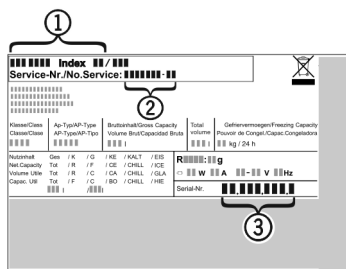 1
Index /
Service-Nr./No.Service: -
2
Klasse/Class Ap-Typ/AP-Type Bruttoinhalt/Gross Capacity Total Gefriervermoegen/Freezing Capacity
Classe/Clase AP-Type/AP-Tipo Volume Brut/Capacidad Bruta volume Pouvoir de Congel./Capac.Congeladora
l l kg / 24 h
Nutzinhalt Ges / K / G / KE / KALT / EIS
Net.Capacity Tot / R / F / CE / CHILL / ICE
Volume Utile Tot / R / C / CA / CHILL / GLA
Capac. Util Tot / F / C / BO / CHILL / HIE
l / l
R : g
W A - V Hz
Serial-Nr. . . .
3